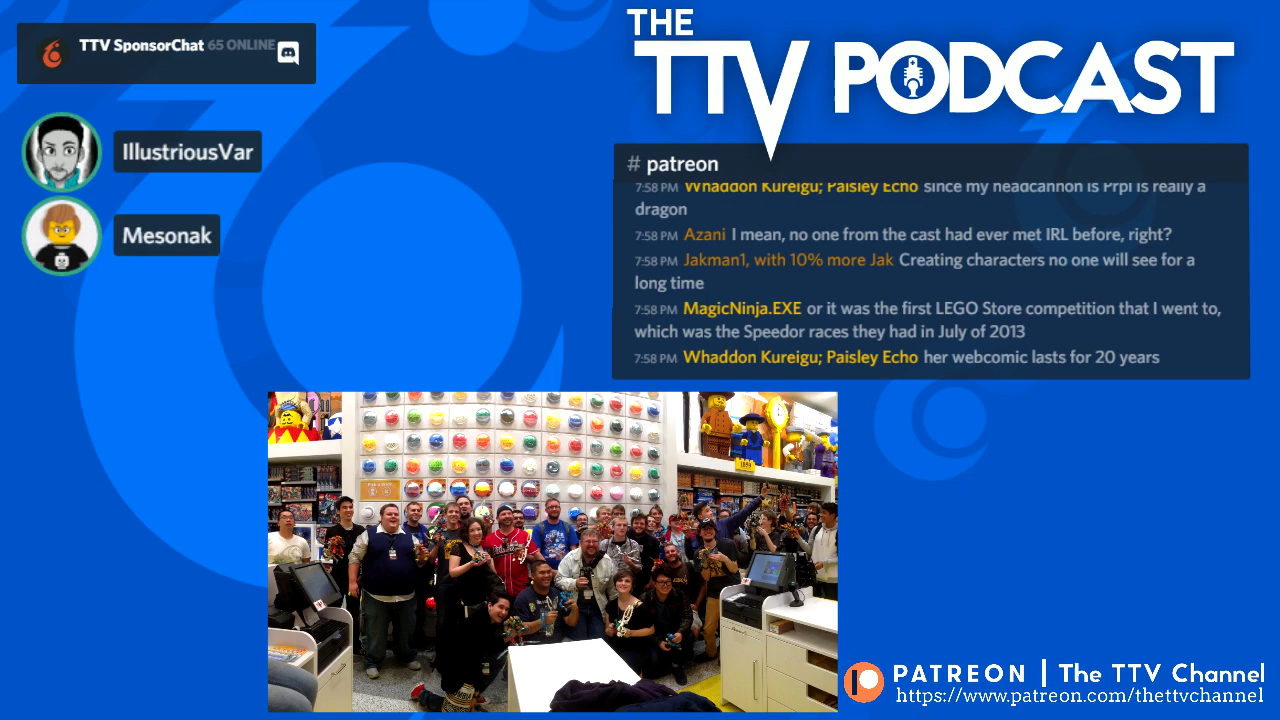 TTV SponsorChat 65 ONLINE
IllustriousVar
Mesonak
THE
TTV PODCAST
# patreon
7:58 PM Whaddon Kureigu; Paisley Echo since my headcannon is Prpl is really a
dragon
7:58 PM Azani I mean, no one from the cast had ever met IRL before, right?
7:58 PM Jakman1, with 10% more Jak Creating characters no one will see for a
long time
7:58 PM MagicNinja.EXE or it was the first LEGO Store competition that I went to,
which was the Speedor races they had in July of 2013
7:58 PM Whaddon Kureigu; Paisley Echo her webcomic lasts for 20 years
PATREON | The TTV Channel
https://www.patreon.com/thettvchannel